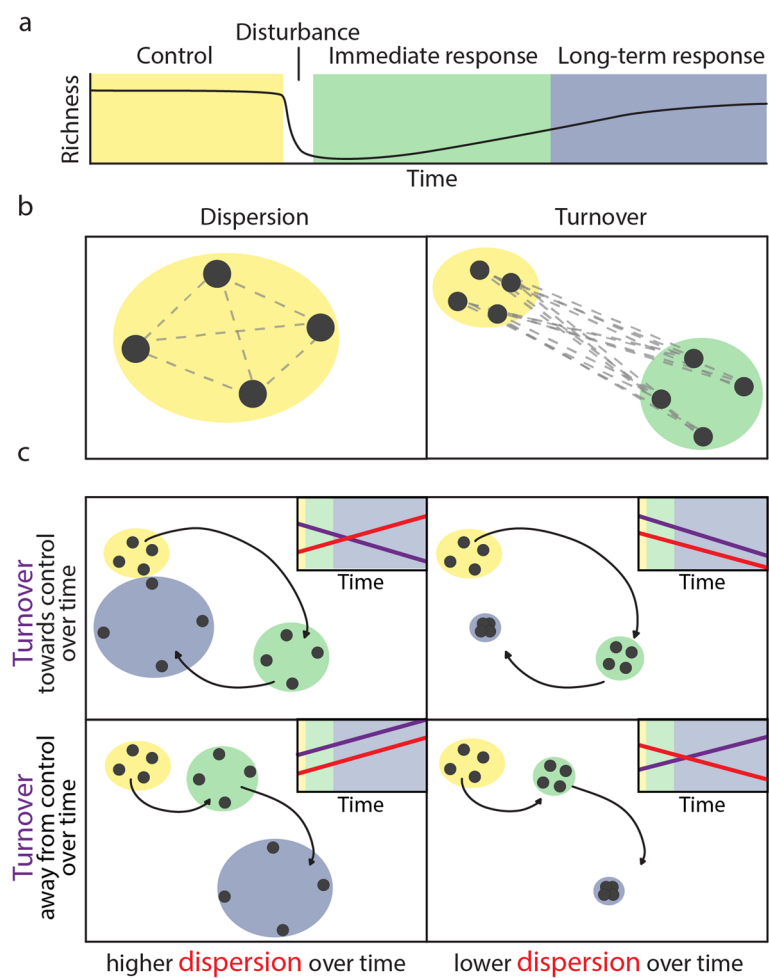 a
Disturbance
Control
Immediate response
Long-term response
Richness
Time
b
Dispersion
Turnover
c
Turnover
towards control
over time
Time
Time
Turnover
away from control
over time
Time
Time
higher dispersion over time
lower dispersion over time